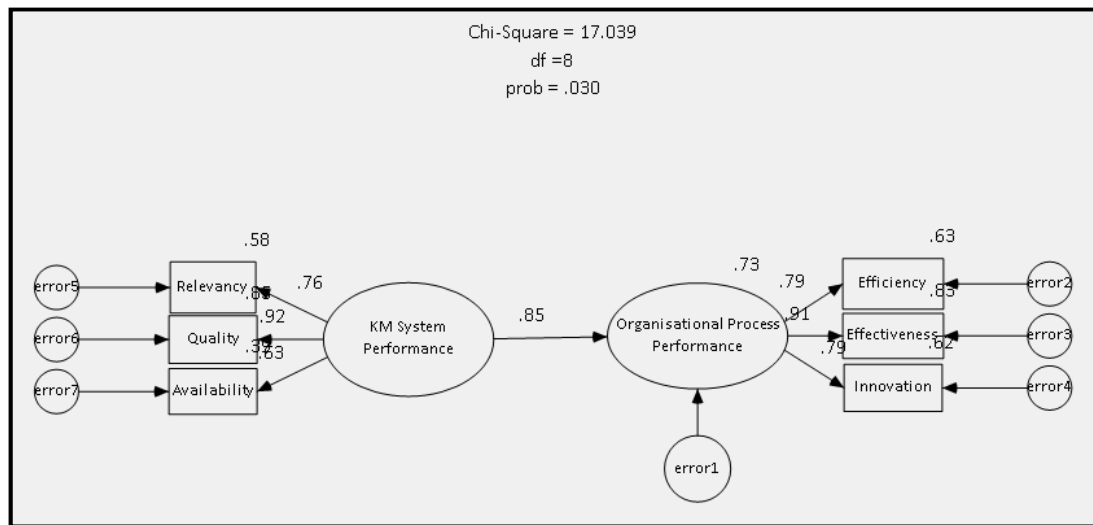 Chi-Square = 17.039
df =8
prob = .030
.58
.63
error5
Relevancy
.76
.73
.79
Efficiency
error2
.92
.85
.91
error6
Quality
KM System
Performance
Organisational Process
Performance
Effectiveness
error3
.63
.79
.62
error7
Availability
Innovation
error4
error1